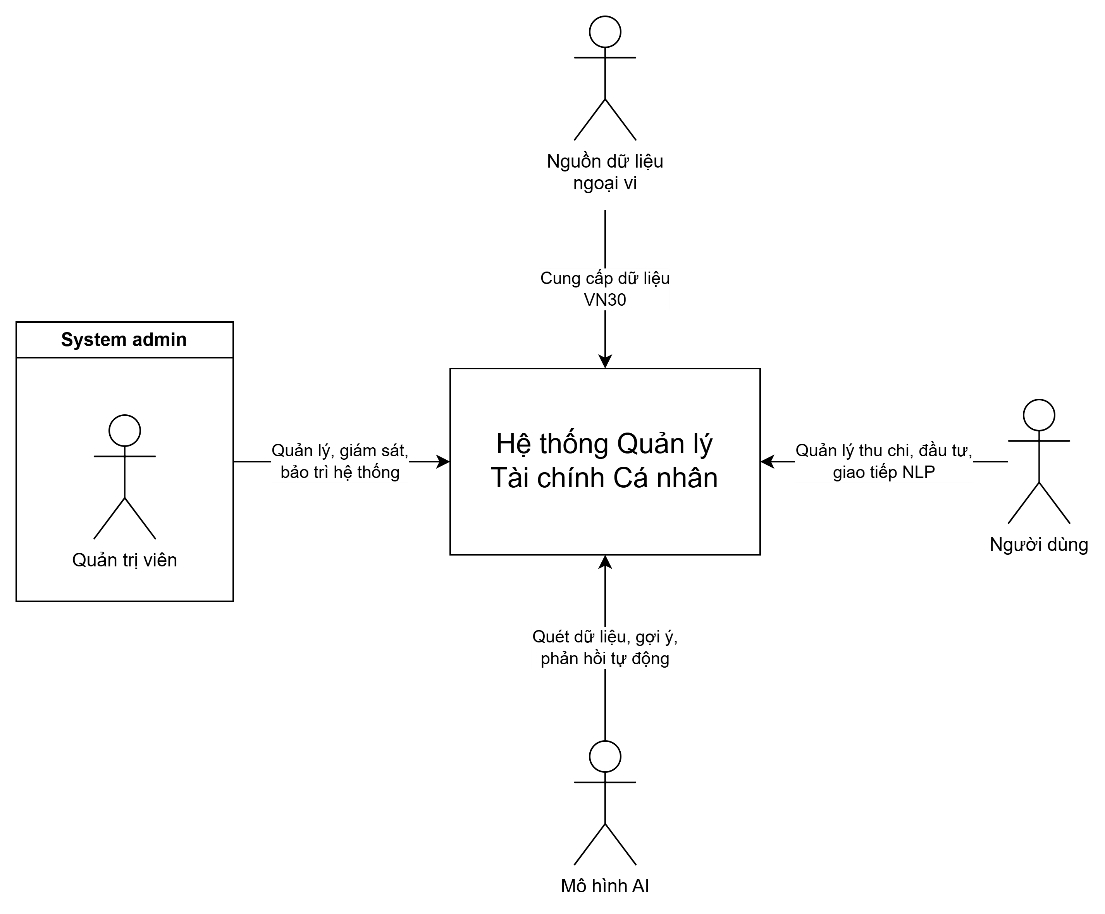 Nguồn dữ liệu
ngoại vi
Cung cấp dữ liệu
VN30
System admin
Quản trị viên
Quản lý, giám sát,
bảo trì hệ thống
Hệ thống Quản lý
Tài chính Cá nhân
Quản lý thu chi, đầu tư,
giao tiếp NLP
Người dùng
Quét dữ liệu, gợi ý,
phản hồi tự động
Mô hình AI